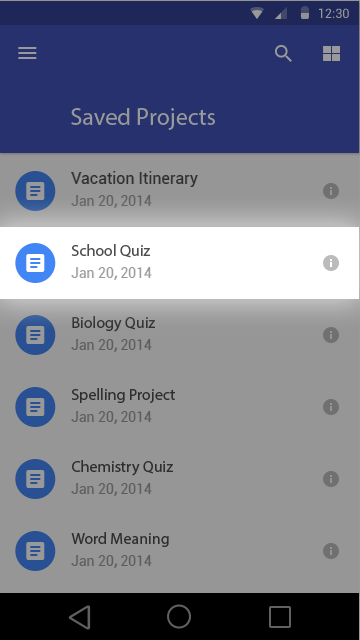 12:30
Saved Projects
Vacation Itinerary
Jan 20, 2014
School Quiz
Jan 20, 2014
Biology Quiz
Jan 20, 2014
Spelling Project
Jan 20, 2014
Chemistry Quiz
Jan 20, 2014
Word Meaning
Jan 20, 2014